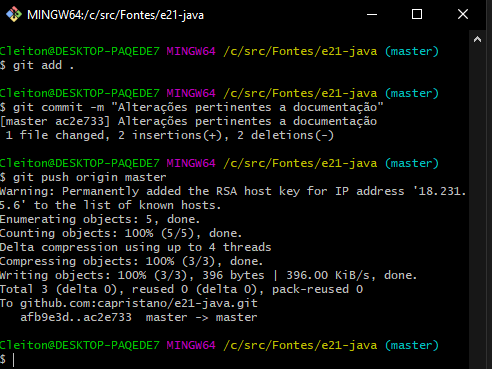 MINGW64:/c/src/Fontes/e21-java
Cleiton@DESKTOP-PAQEDE7 MINGW64 /c/src/Fontes/e21-java (master)
$ git add .
Cleiton@DESKTOP-PAQEDE7 MINGW64 /c/src/Fontes/e21-java (master)
$ git commit -m "Alterações pertinentes a documentação"
[master ac2e733] Alterações pertinentes a documentação
1 file changed, 2 insertions(+), 2 deletions(-)
Cleiton@DESKTOP-PAQEDE7 MINGW64 /c/src/Fontes/e21-java (master)
$ git push origin master
Warning: Permanently added the RSA host key for IP address '18.231.
5.6' to the list of known hosts.
Enumerating objects: 5, done.
Counting objects: 100% (5/5), done.
Delta compression using up to 4 threads
Compressing objects: 100% (3/3), done.
Writing objects: 100% (3/3), 396 bytes | 396.00 KiB/s, done.
Total 3 (delta 0), reused 0 (delta 0), pack-reused 0
To github.com:capristano/e21-java.git
afb9e3d..ac2e733  master -> master
Cleiton@DESKTOP-PAQEDE7 MINGW64 /c/src/Fontes/e21-java (master)
$